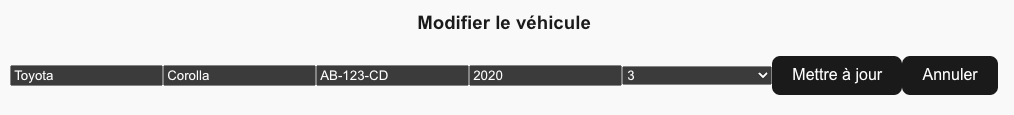 Modifier le véhicule
Toyota Corolla AB-123-CD 2020 3 Mettre à jour Annuler